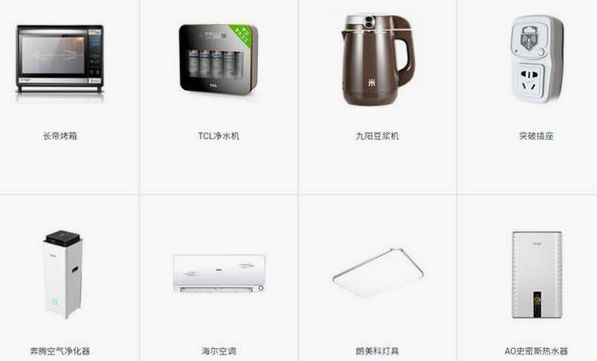 长帝烤箱
TCL净水机
九阳豆浆机
突破插座
奔腾空气净化器
海尔空调
朗美科灯具
AO史密斯热水器